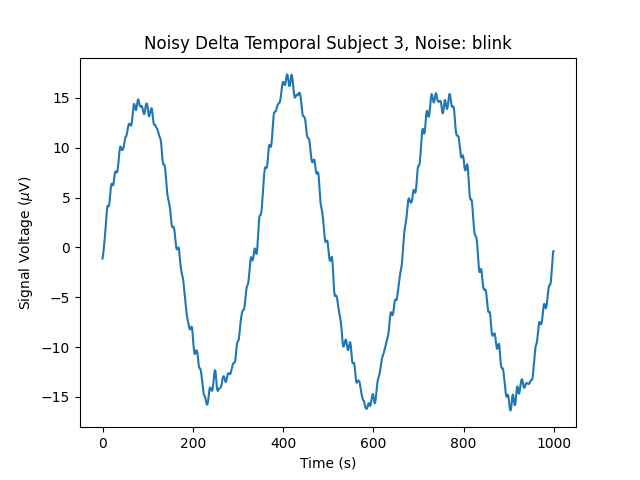 Noisy Delta Temporal Subject 3, Noise: blink
Signal Voltage (μV)
15
10
5
0
−5
−10
−15
0 200 400 600 800 1000
Time (s)